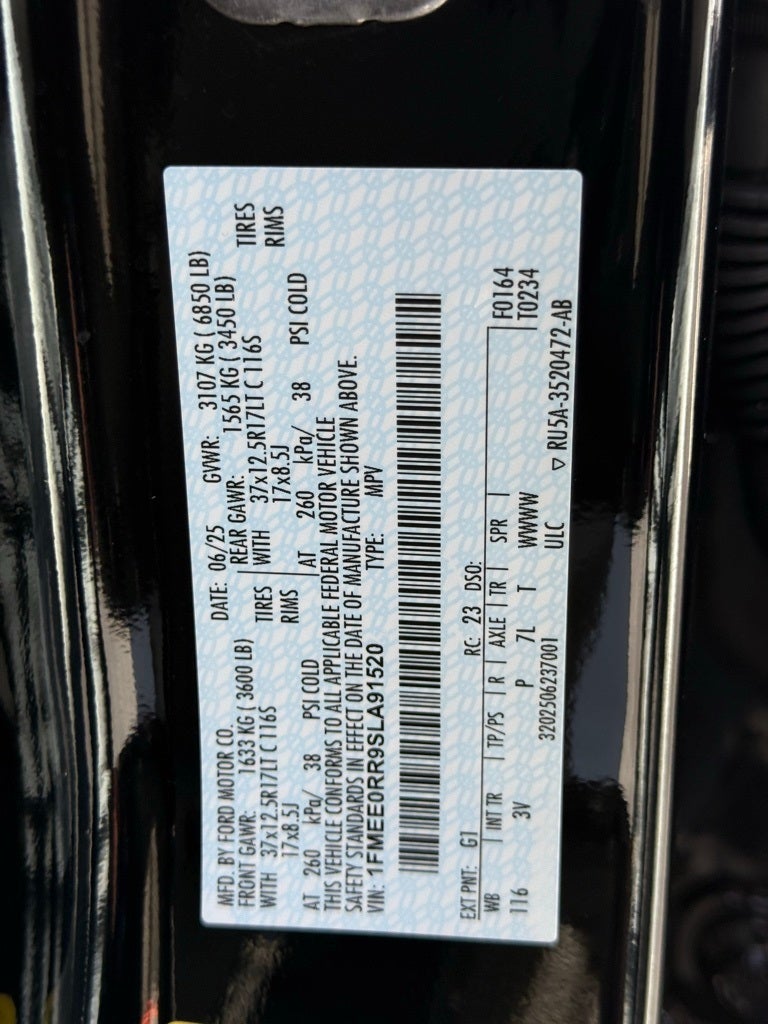 MFD. BY FORD MOTOR CO. DATE: 06/25 GVWR: 3107 KG ( 6850 LB)
FRONT GAWR: 1633 KG ( 3600 LB) REAR GAWR: 1565 KG ( 3450 LB)
WITH 37x12.5R17LT C 116S TIRES WITH 37x12.5R17LT C 116S TIRES
17x8.5J RIMS 17x8.5J RIMS
AT 260 kPa/ 38 PSI COLD AT 260 kPa/ 38 PSI COLD
THIS VEHICLE CONFORMS TO ALL APPLICABLE FEDERAL MOTOR VEHICLE
SAFETY STANDARDS IN EFFECT ON THE DATE OF MANUFACTURE SHOWN ABOVE.
VIN: 1FMEE0RR9SLA91520 TYPE: MPV
EXT PNT: G1 RC: 23 DSO: F0164
WB INT TR TP/PS R AXLE TR SPR T0234
116 3V P 7L T WWWW
3202506237001 ULC ▽ RU5A-3520472-AB